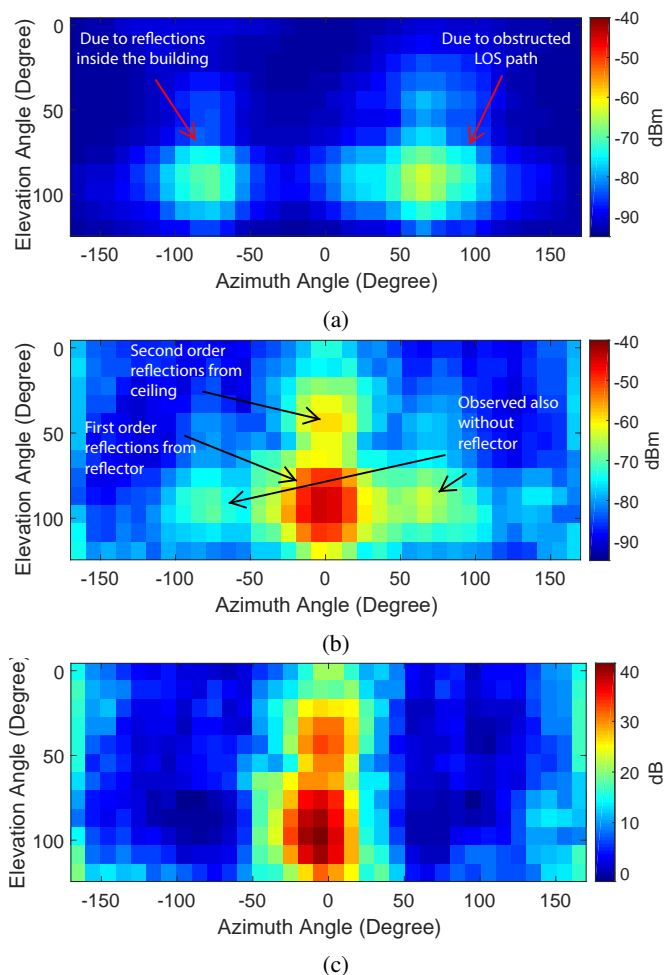 Due to reflections
inside the building
Due to obstructed
LOS path
0
50
100
-150
-100
-50
0
50
100
150
Elevation Angle (Degree)
Azimuth Angle (Degree)
-40
-50
-60
-70
-80
-90
dBm
(a)
Second order
reflections from
ceiling
First order
reflections from
reflector
Observed also
without
reflector
0
50
100
-150
-100
-50
0
50
100
150
Elevation Angle (Degree)
Azimuth Angle (Degree)
-40
-50
-60
-70
-80
-90
dBm
(b)
0
50
100
-150
-100
-50
0
50
100
150
Elevation Angle (Degree)
Azimuth Angle (Degree)
40
30
20
10
0
dB
(c)